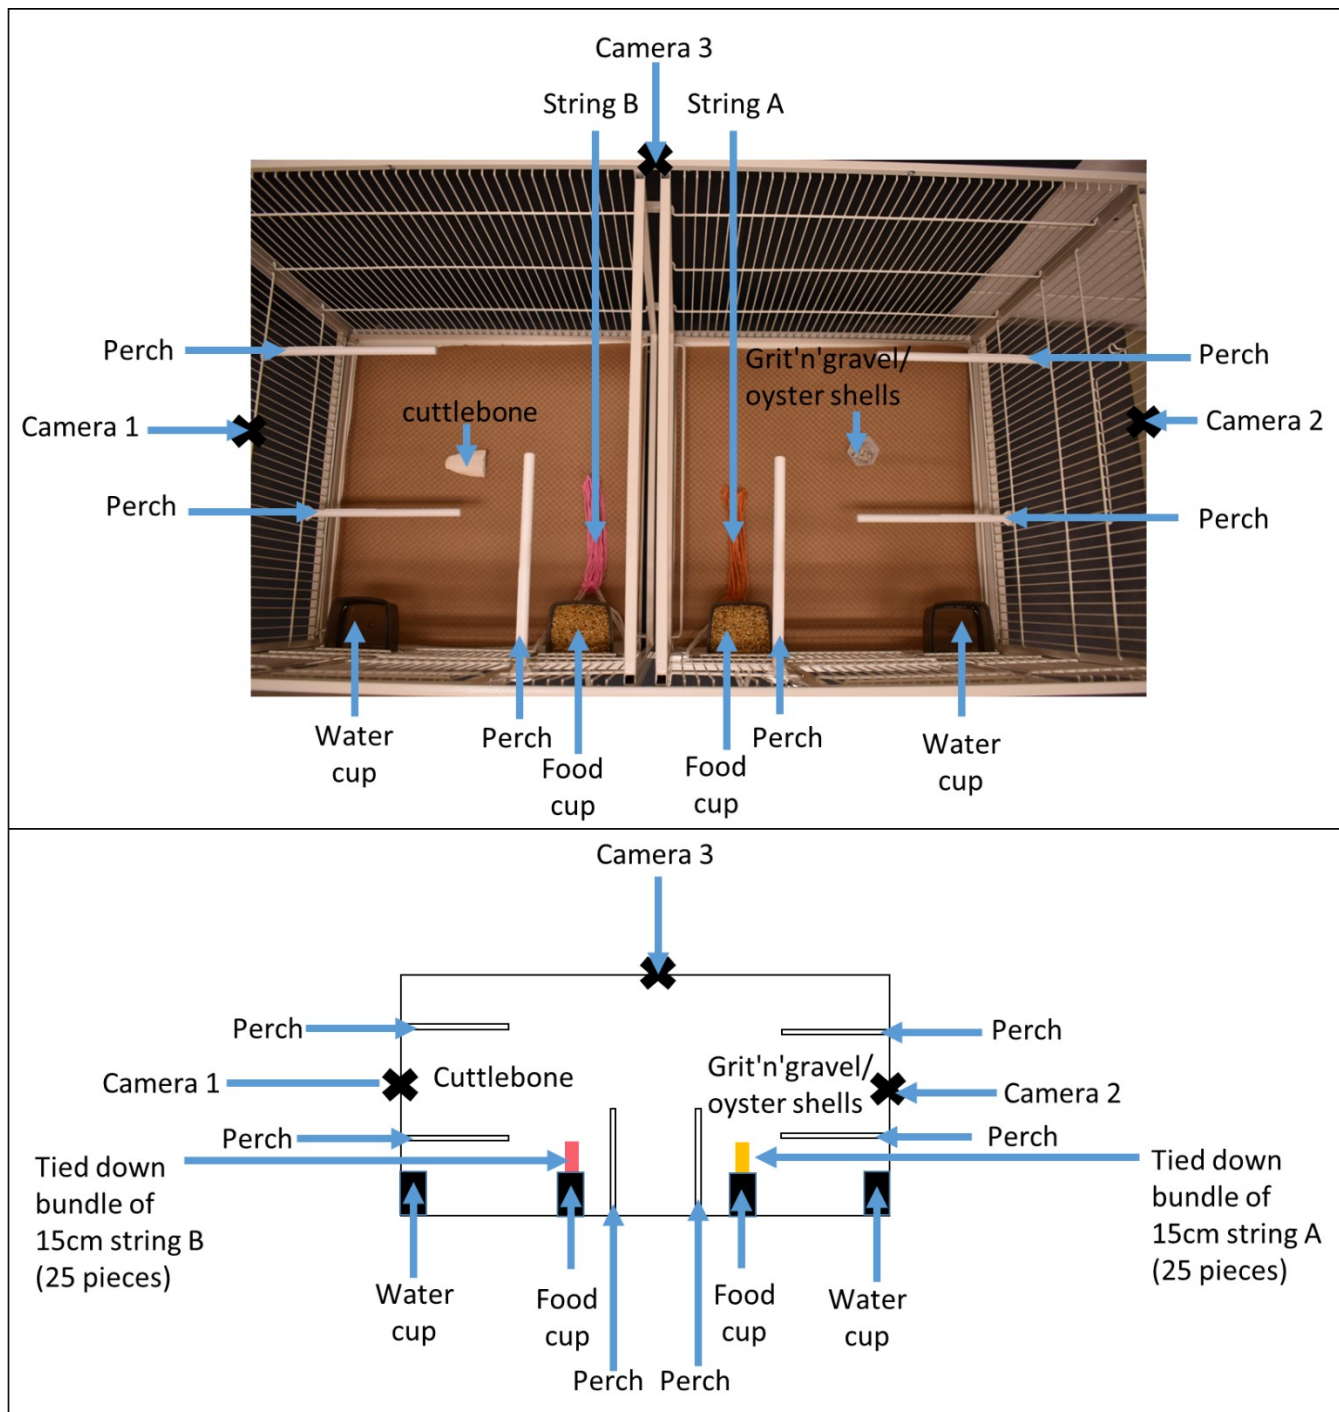 Camera 3
String B
String A
Perch
Grit'n'gravel/
oyster shells
Perch
cuttlebone
Camera 1
Camera 2
Perch
Perch
Water
cup
Perch
Food
cup
Food
cup
Perch
Water
cup
Camera 3
Perch
Perch
Camera 1
Cuttlebone
Grit'n'gravel/
oyster shells
Camera 2
Perch
Perch
Tied down
bundle of
15cm string B
(25 pieces)
Tied down
bundle of
15cm string A
(25 pieces)
Water
cup
Food
cup
Food
cup
Water
cup
Perch
Perch